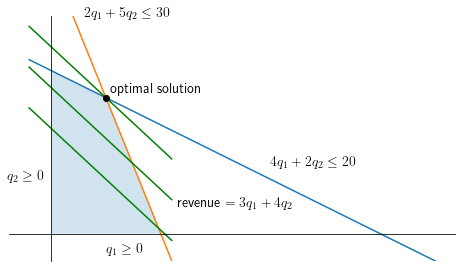 2q₁ + 5q₂ ≤ 30
optimal solution
4q₁ + 2q₂ ≤ 20
q₂ ≥ 0
revenue = 3q₁ + 4q₂
q₁ ≥ 0